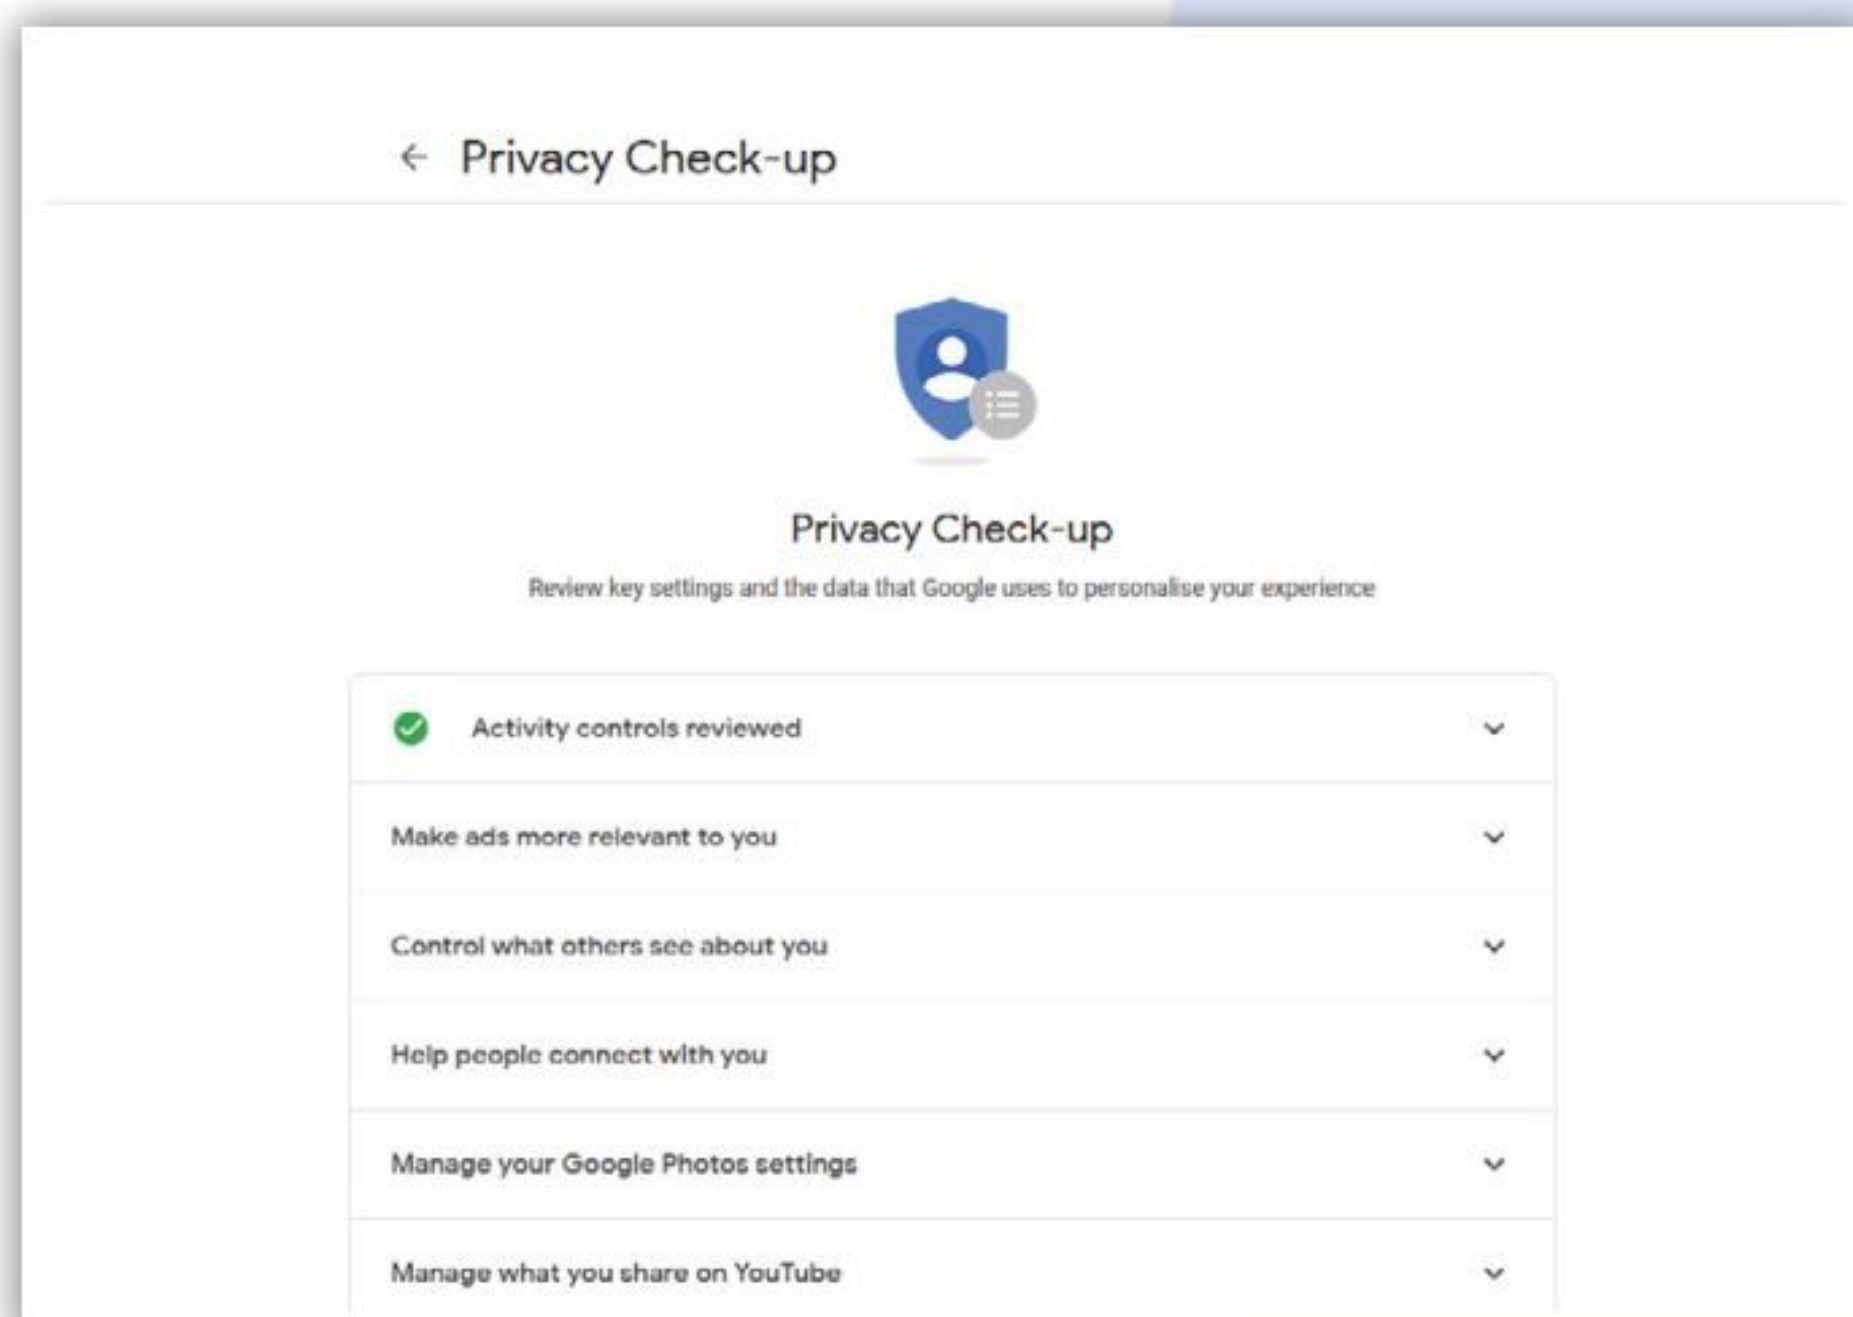 Privacy Check-up
Privacy Check-up
Review key settings and the data that Google uses to personalise your experience
Activity controls reviewed
Make ads more relevant to you
Control what others see about you
Help people connect with you
Manage your Google Photos settings
Manage what you share on YouTube